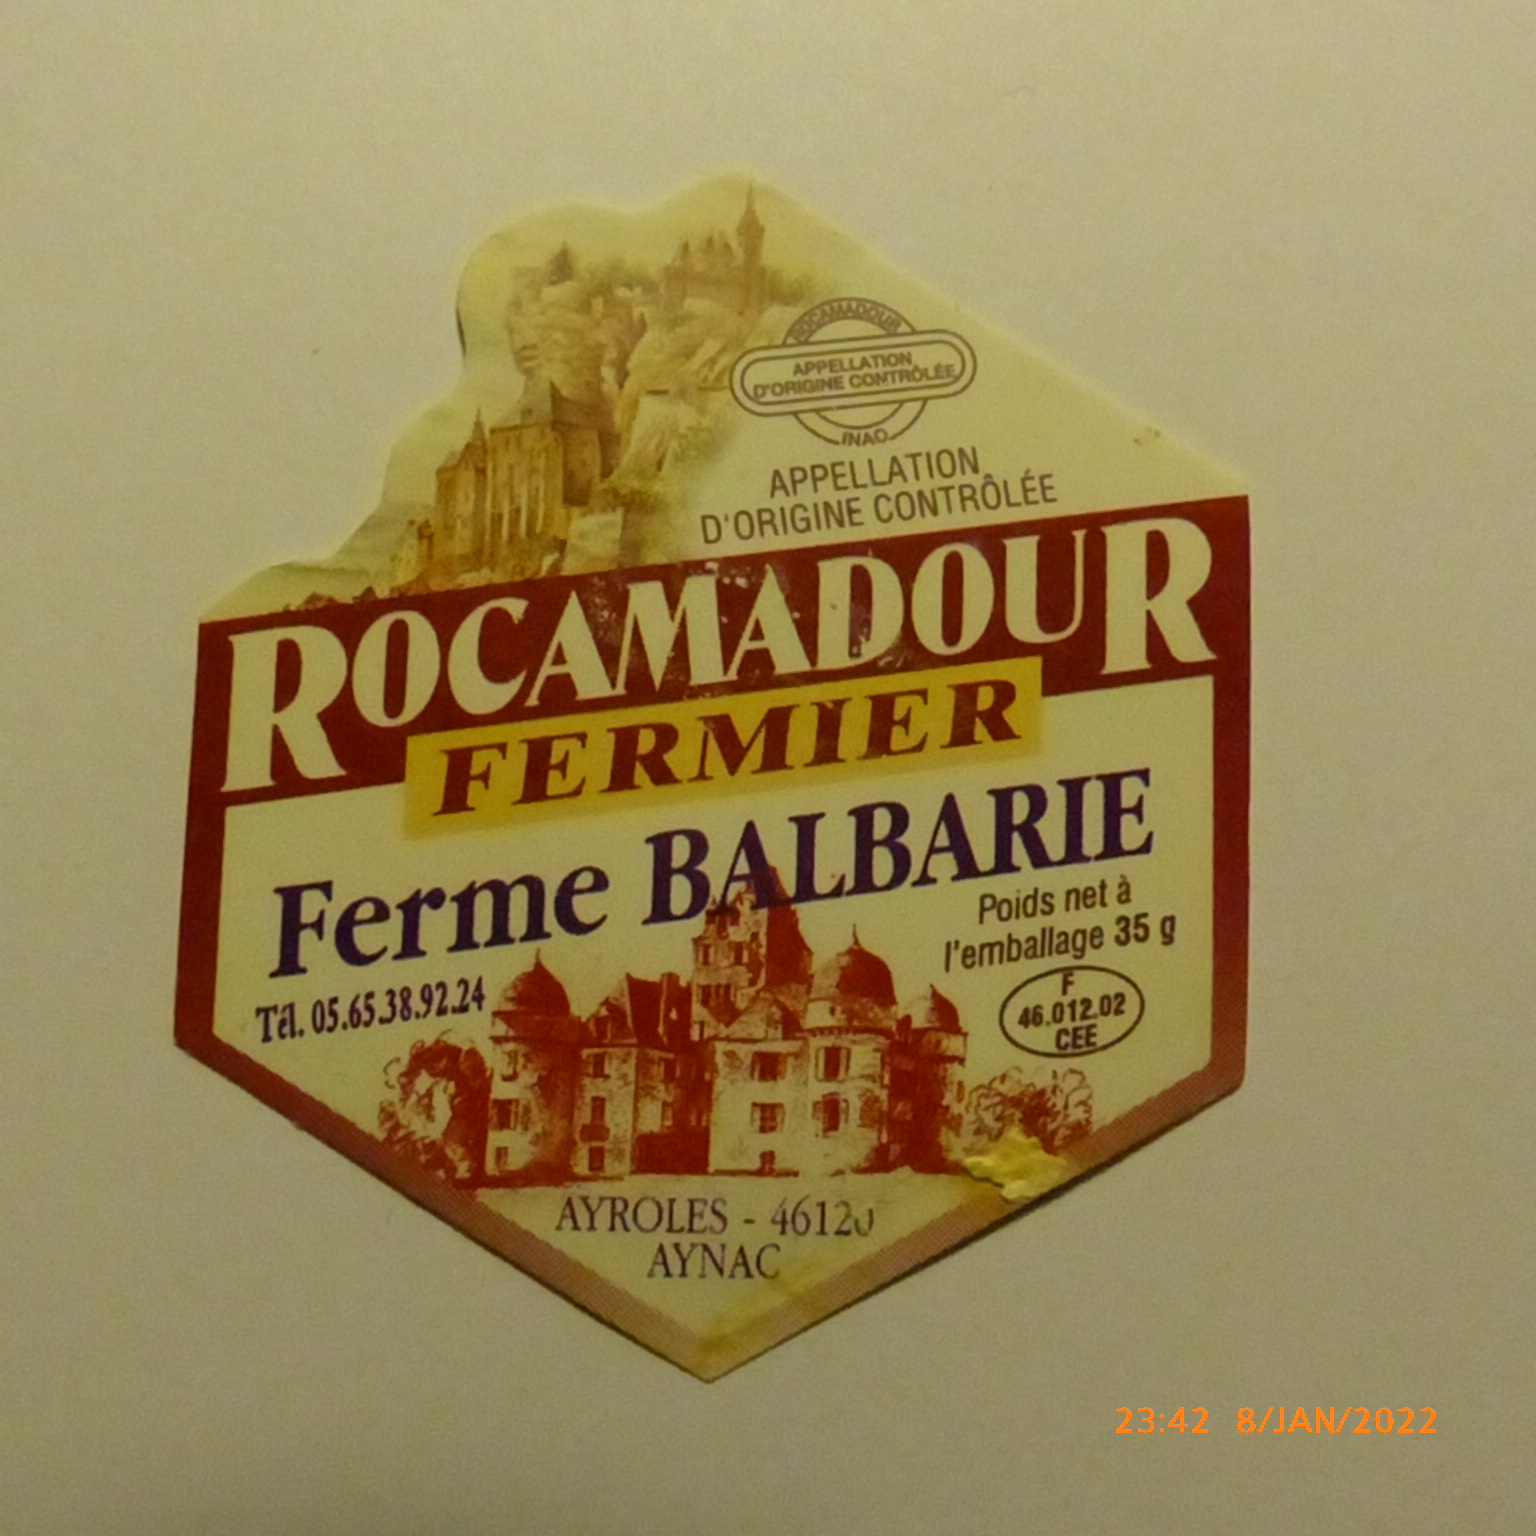 ROCAMADOUR
APPELLATION
D'ORIGINE CONTRÔLÉE
INAO
APPELLATION
D'ORIGINE CONTRÔLÉE
ROCAMADOUR
FERMIER
Ferme BALBARIE
Poids net à
l'emballage 35 g
Tél. 05.65.38.92.24
F
46.012.02
CEE
AYROLES - 46120
AYNAC
23:42 8/JAN/2022